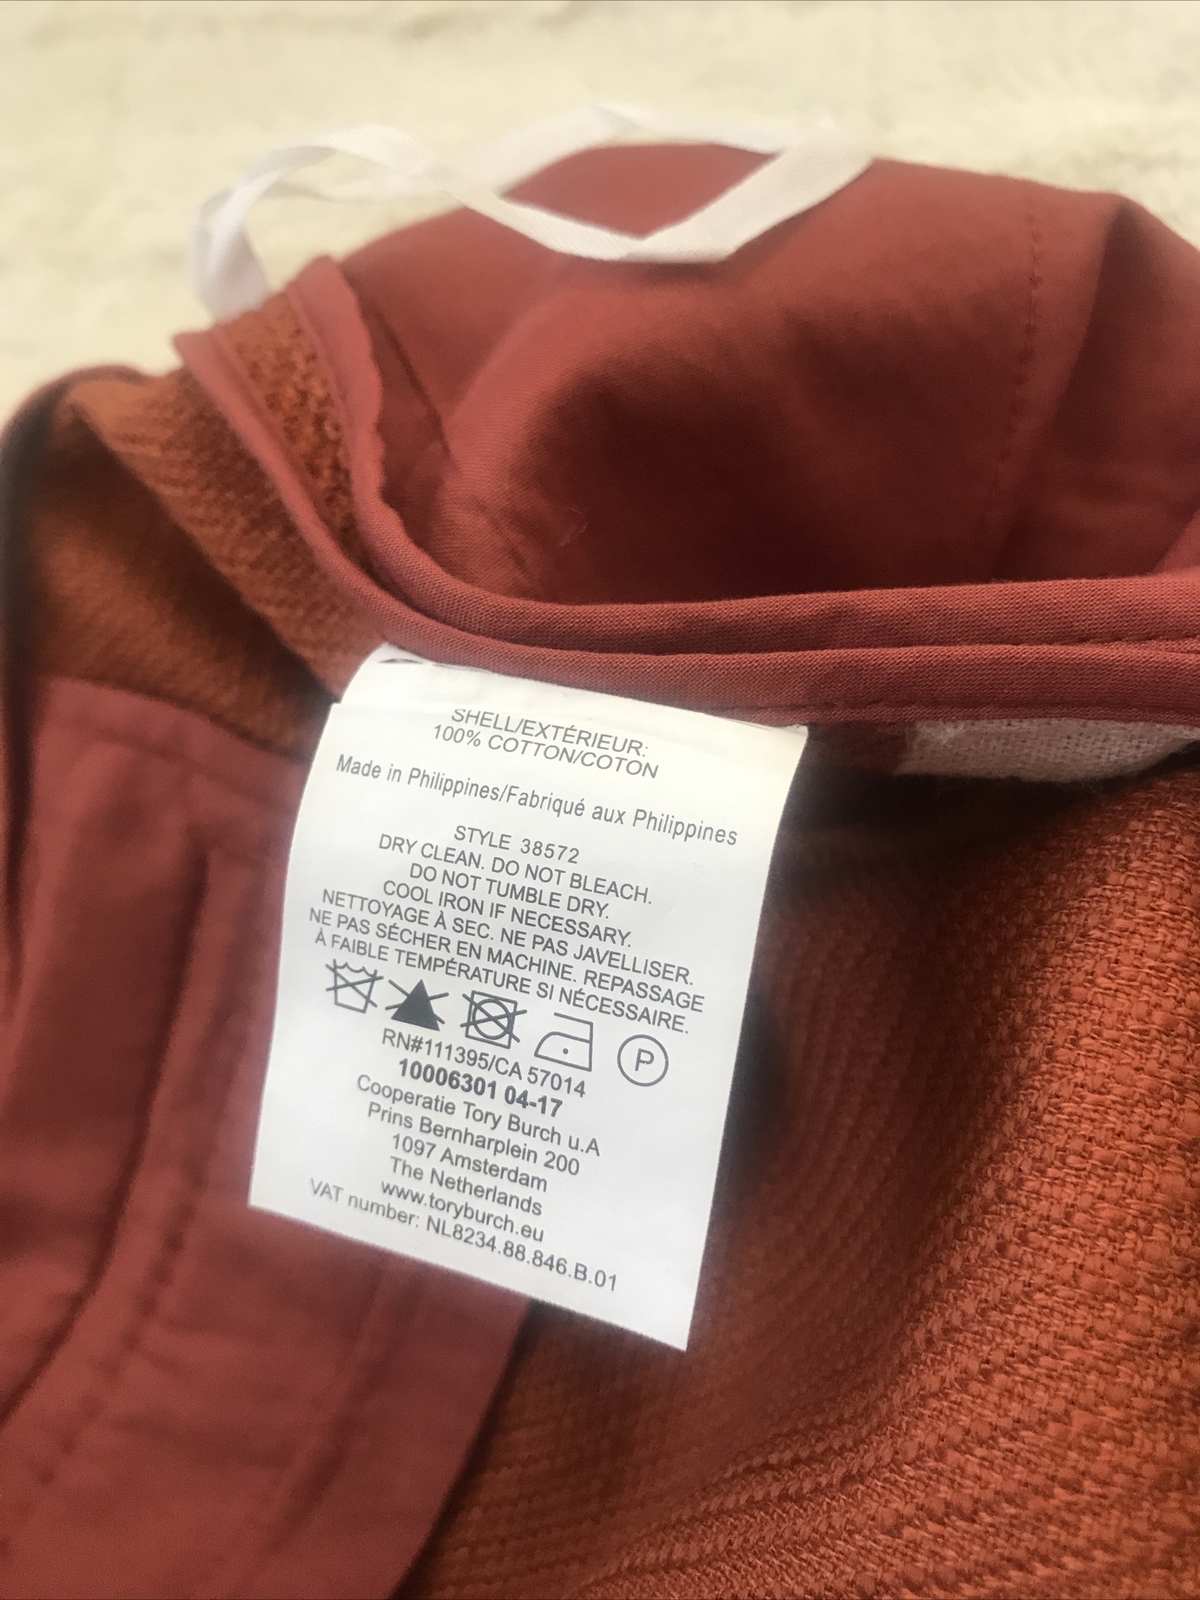 SHELL/EXTÉRIEUR:
100% COTTON/COTON
Made in Philippines/Fabriqué aux Philippines
STYLE 38572
DRY CLEAN. DO NOT BLEACH.
DO NOT TUMBLE DRY.
COOL IRON IF NECESSARY.
NETTOYAGE À SEC. NE PAS JAVELLISER.
NE PAS SÉCHER EN MACHINE. REPASSAGE
À FAIBLE TEMPÉRATURE SI NÉCESSAIRE.
P
RN#111395/CA 57014
10006301 04-17
Cooperatie Tory Burch u.A
Prins Bernharplein 200
1097 Amsterdam
The Netherlands
www.toryburch.eu
VAT number: NL8234.88.846.B.01